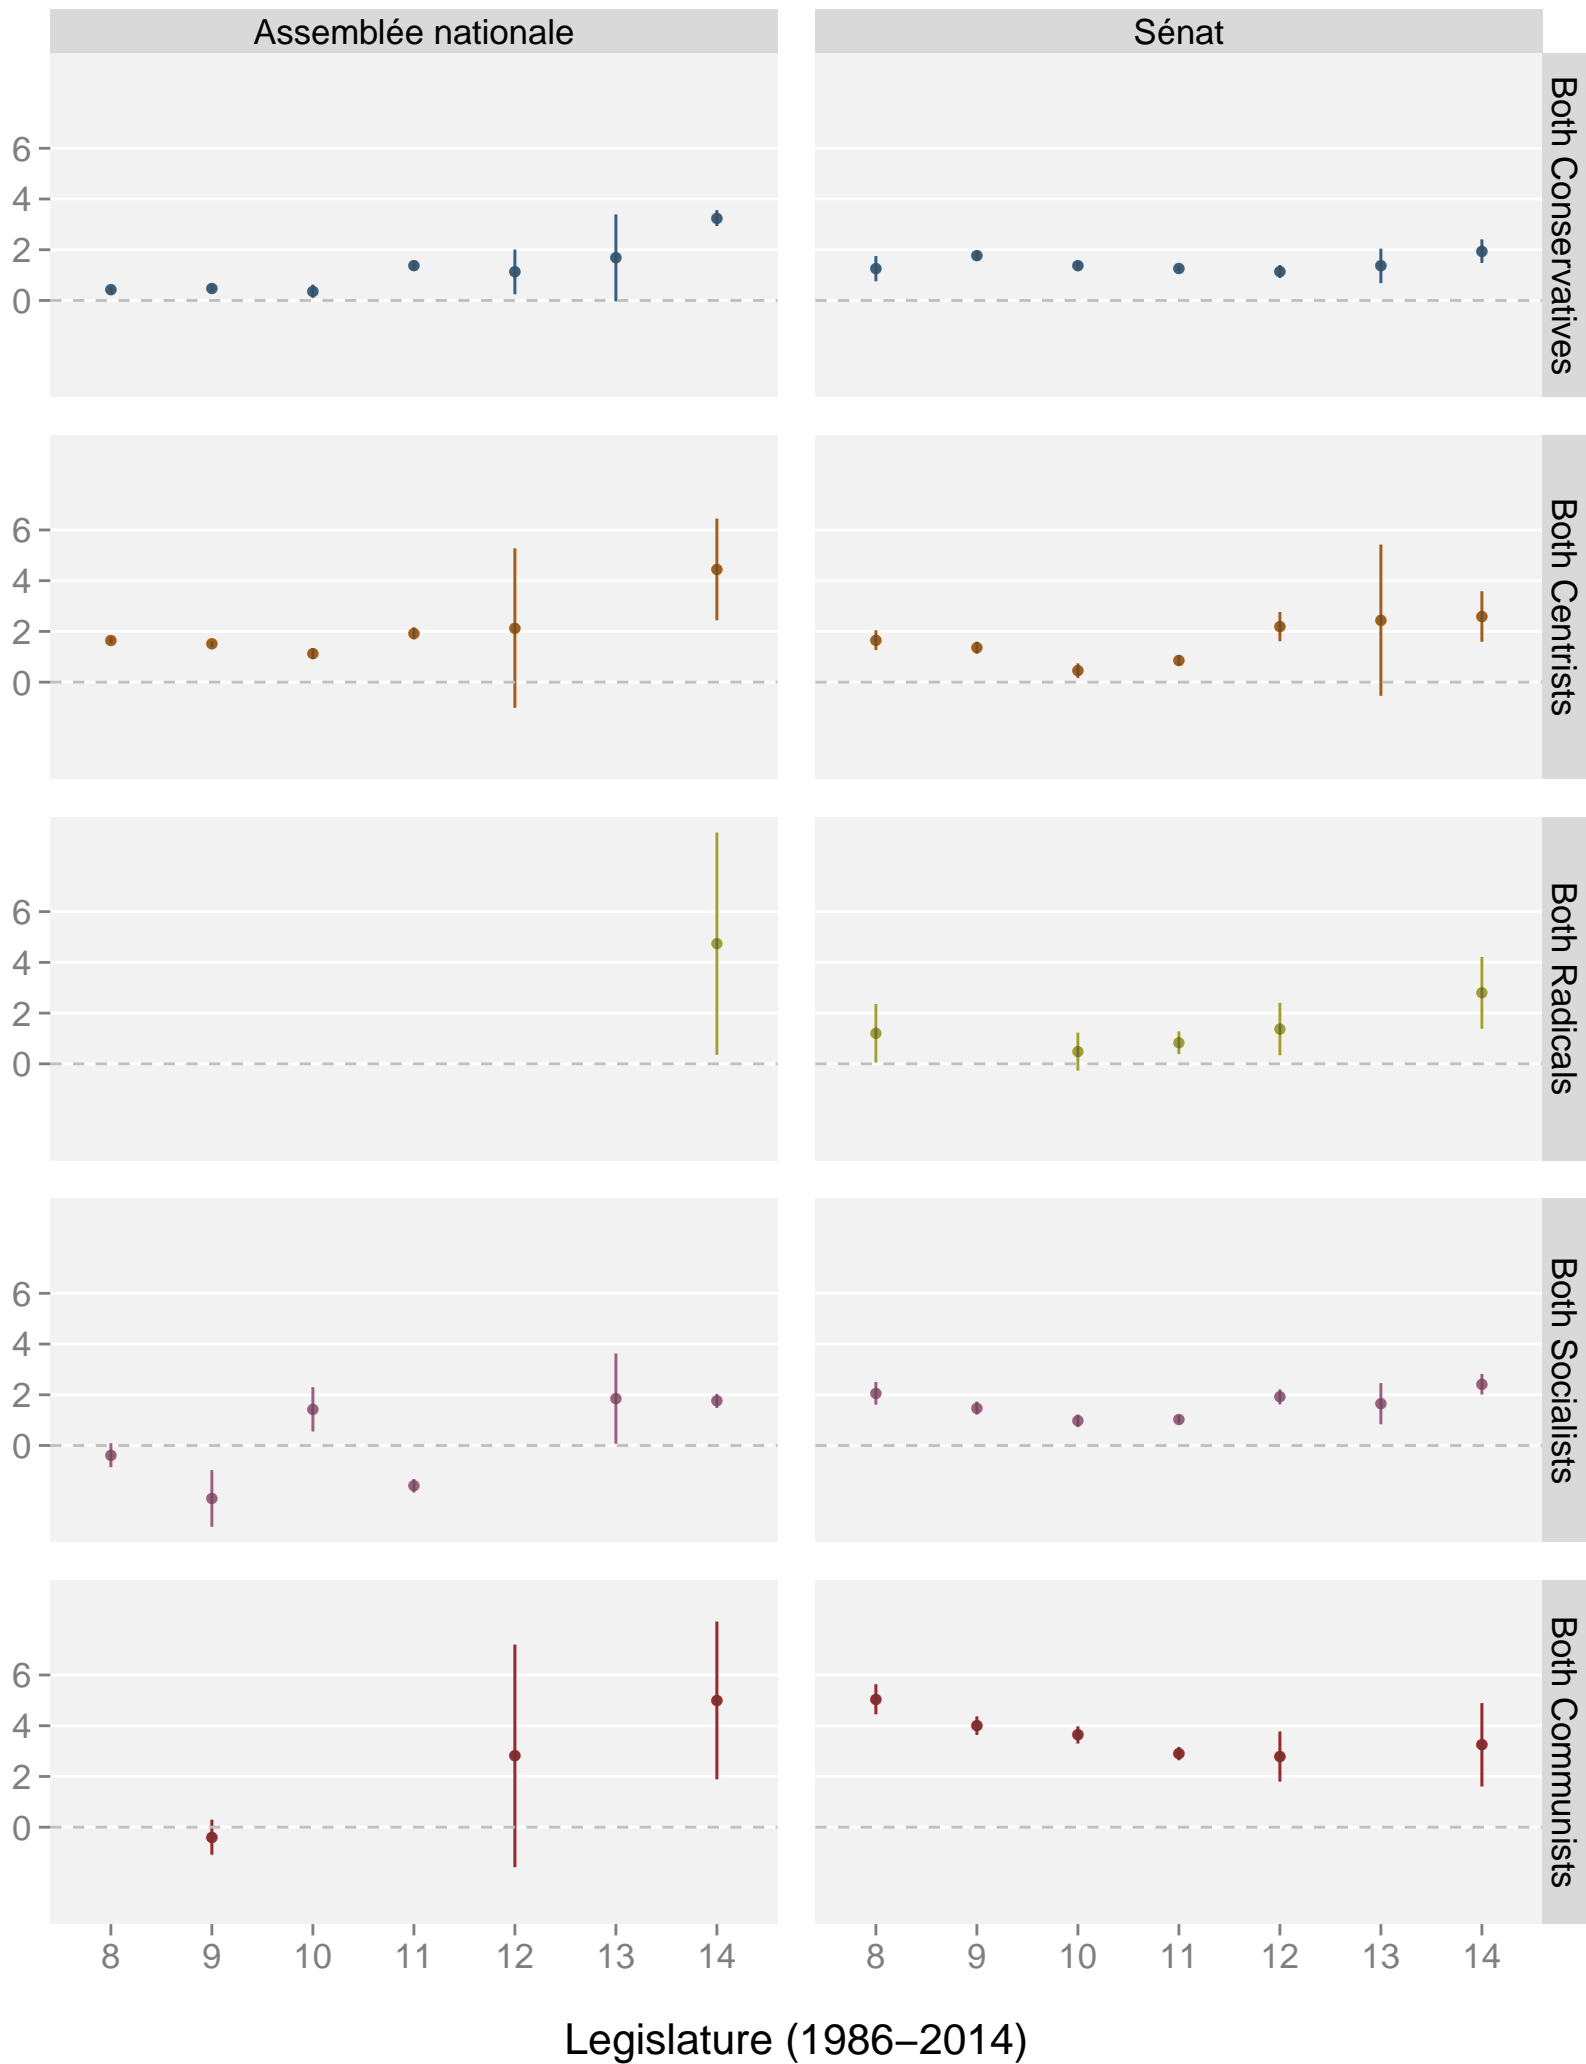 Assemblée nationale
Sénat
6
4
2
0
Both Conservatives
6
4
2
0
Both Centrists
6
4
2
0
Both Radicals
6
4
2
0
Both Socialists
6
4
2
0
Both Communists
8 9 10 11 12 13 14
8 9 10 11 12 13 14
Legislature (1986−2014)